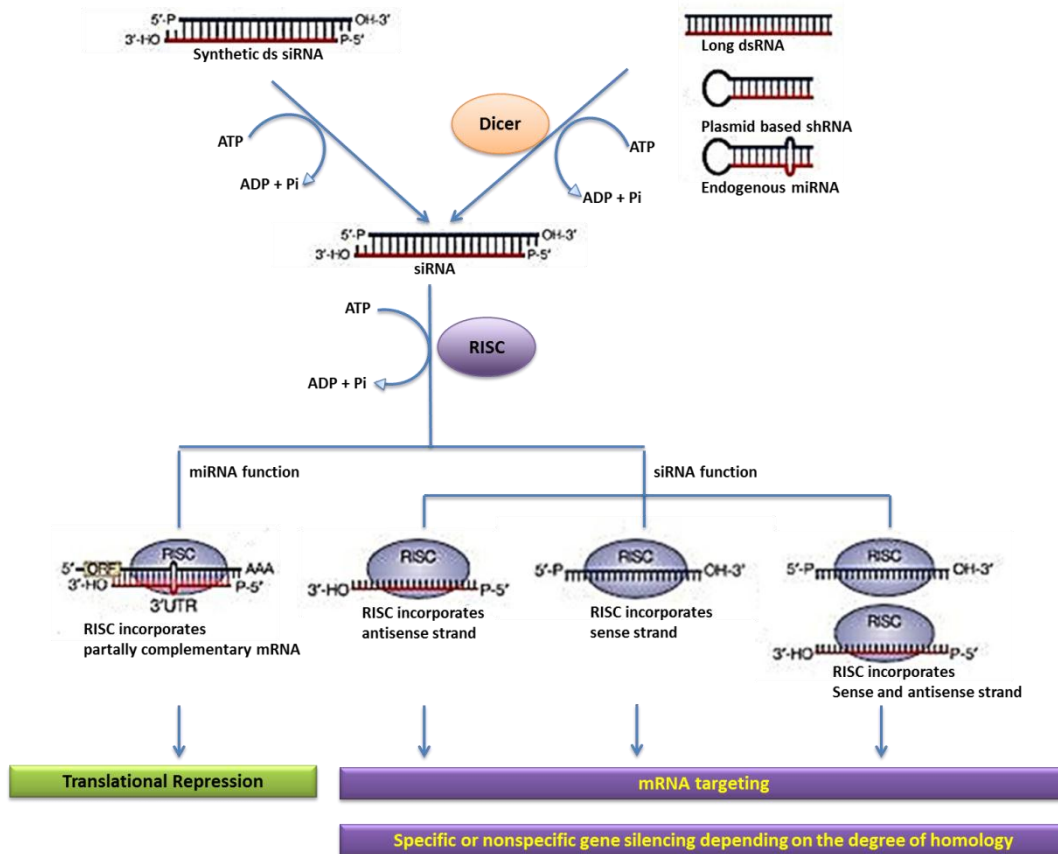 5′-P OH-3′
3′-HO P-5′
Synthetic ds siRNA
Long dsRNA
Plasmid based shRNA
Endogenous miRNA
Dicer
ATP
ADP + Pi
ATP
ADP + Pi
5′-P OH-3′
3′-HO P-5′
siRNA
ATP
RISC
ADP + Pi
miRNA function
siRNA function
RISC
5′ ORF AAA
3′-HO P-5′
3′UTR
RISC incorporates
partially complementary mRNA
RISC
3′-HO P-5′
RISC incorporates
antisense strand
RISC
5′-P OH-3′
RISC incorporates
sense strand
RISC
5′-P OH-3′
RISC
3′-HO P-5′
RISC incorporates
Sense and antisense strand
Translational Repression
mRNA targeting
Specific or nonspecific gene silencing depending on the degree of homology